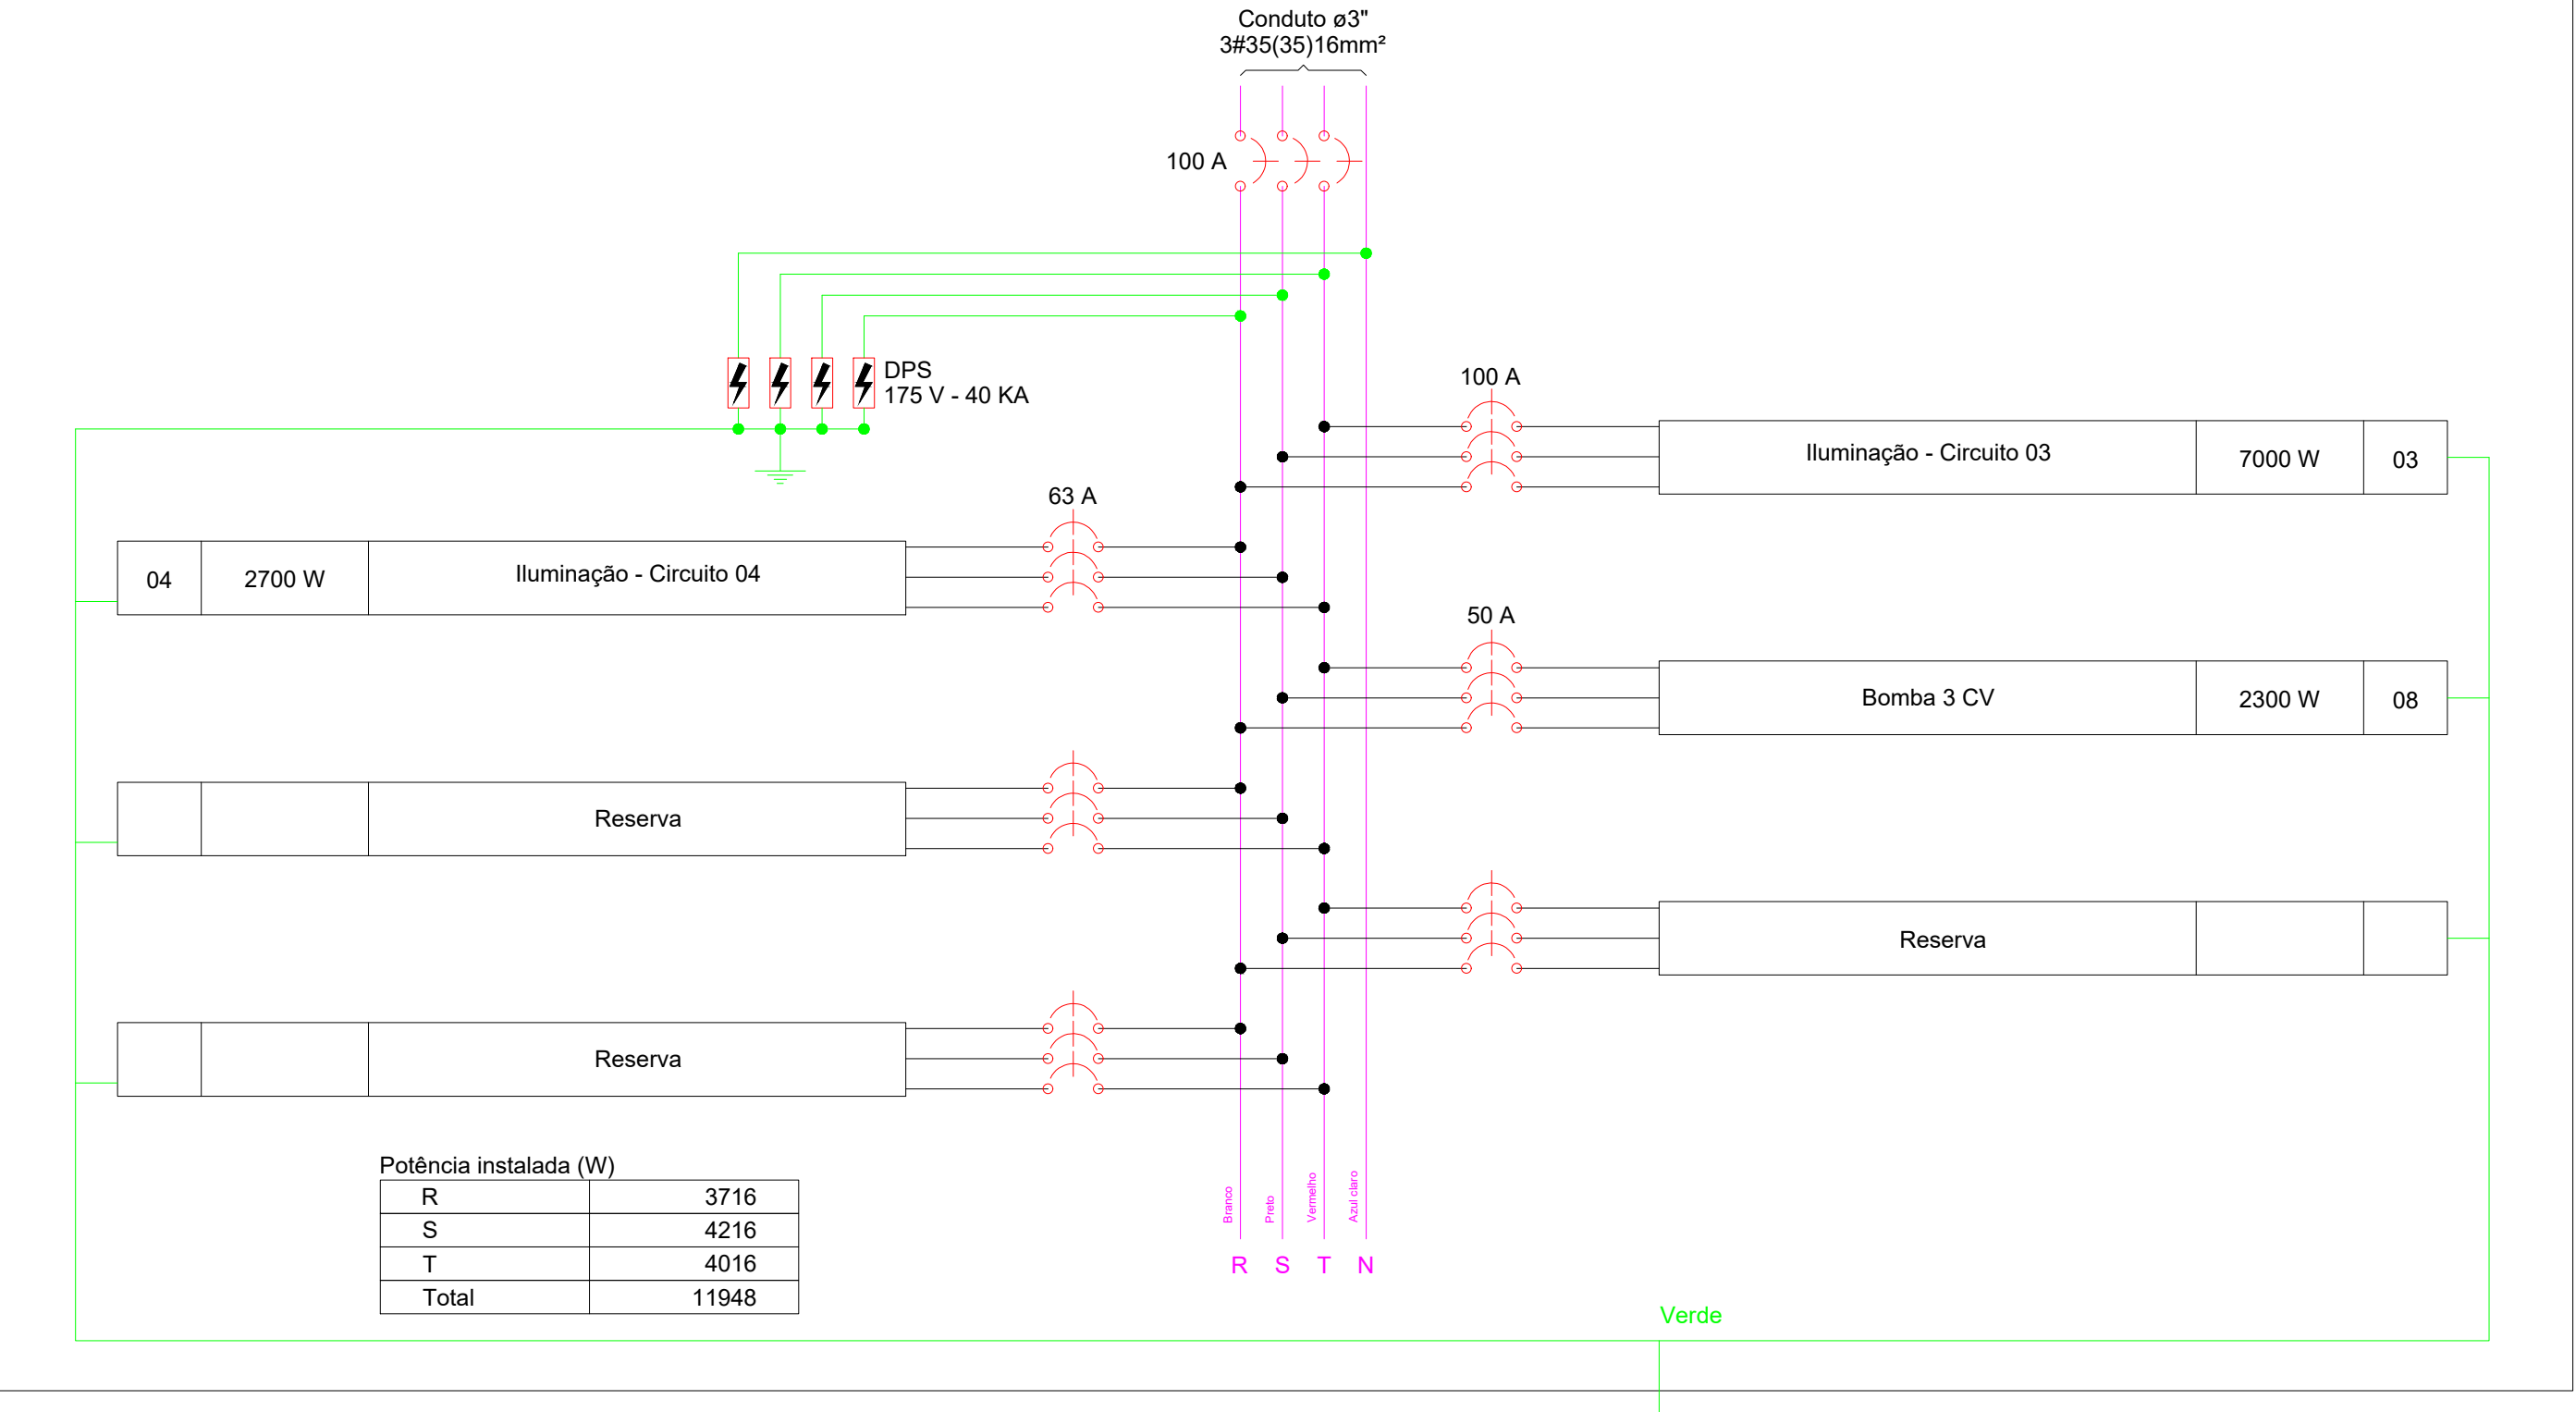 Conduto ø3"
3#35(35)16mm²
100 A
DPS
175 V - 40 KA
100 A
Iluminação - Circuito 03 7000 W 03
63 A
04 2700 W Iluminação - Circuito 04
50 A
Bomba 3 CV 2300 W 08
Reserva
Reserva
Reserva
Potência instalada (W)
R 3716
S 4216
T 4016
Total 11948
Branco
Preto
Vermelho
Azul claro
R S T N
Verde